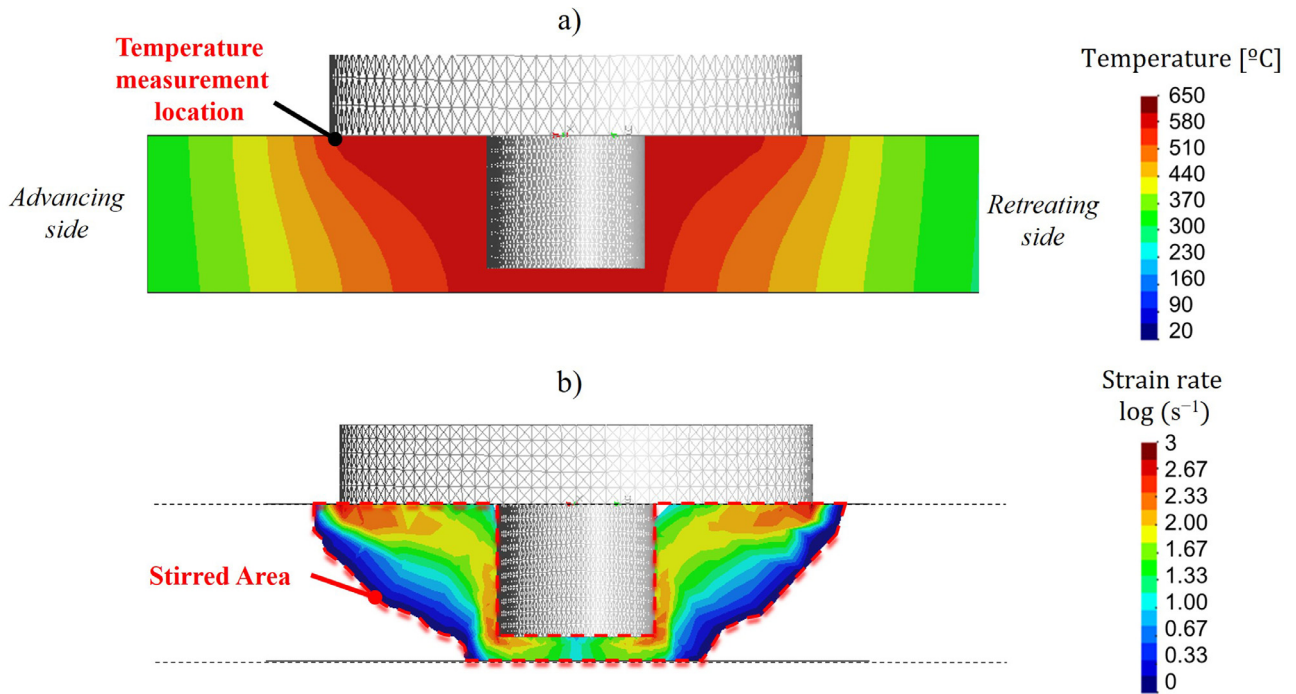 a)
Temperature
measurement
location
Advancing
side
Retreating
side
Temperature [ºC]
650
580
510
440
370
300
230
160
90
20
b)
Stirred Area
Strain rate
log (s⁻¹)
3
2.67
2.33
2.00
1.67
1.33
1.00
0.67
0.33
0